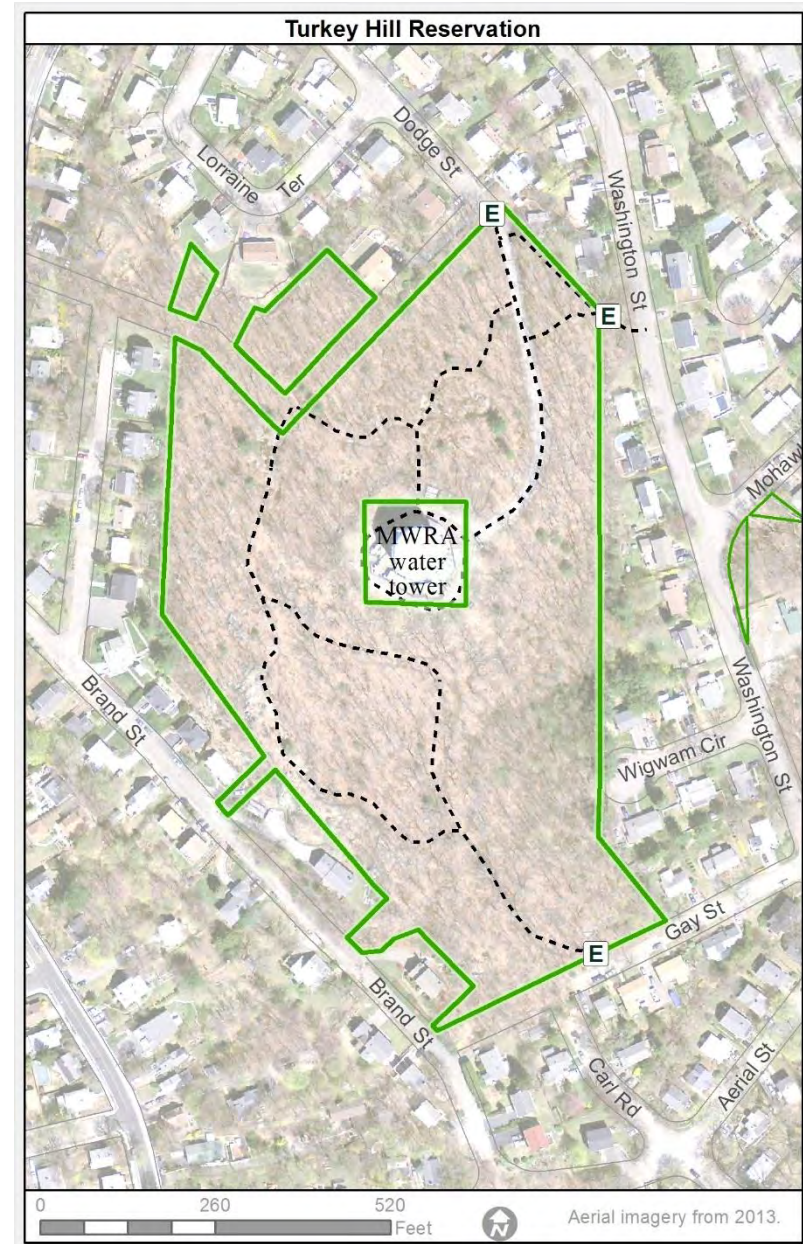 Turkey Hill Reservation
Dodge St
Lorraine
Ter
E
Washington St
E
Mohaw
MWRA
water
tower
Brand St
Washington St
Wigwam Cir
Gay St
E
Brand St
Carl Rd
Aerial St
0 260 520
Feet
N
Aerial imagery from 2013.